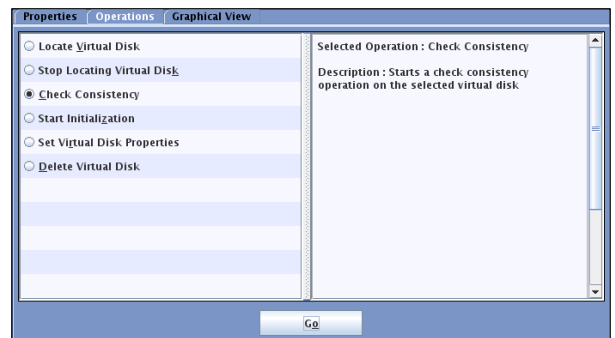 Properties Operations Graphical View
Locate Virtual Disk
Stop Locating Virtual Disk
Check Consistency
Start Initialization
Set Virtual Disk Properties
Delete Virtual Disk
Selected Operation : Check Consistency
Description : Starts a check consistency
operation on the selected virtual disk
Go